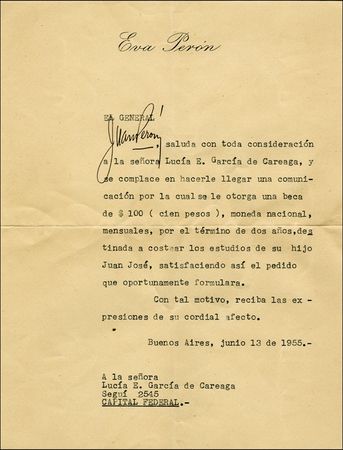 Eva Perón
EL GENERAL
Juan Perón
saluda con toda consideración
a la señora Lucía E. García de Careaga, y
se complace en hacerle llegar una comuni-
cación por la cual se le otorga una beca
de $ 100 ( cien pesos ), moneda nacional,
mensuales, por el término de dos años,des
tinada a costear los estudios de su hijo
Juan José, satisfaciendo así el pedido
que oportunamente formulara.
Con tal motivo, reciba las ex-
presiones de su cordial afecto.
Buenos Aires, junio 13 de 1955.-
A la señora
Lucía E. García de Careaga
Seguí 2545
CAPITAL FEDERAL.-